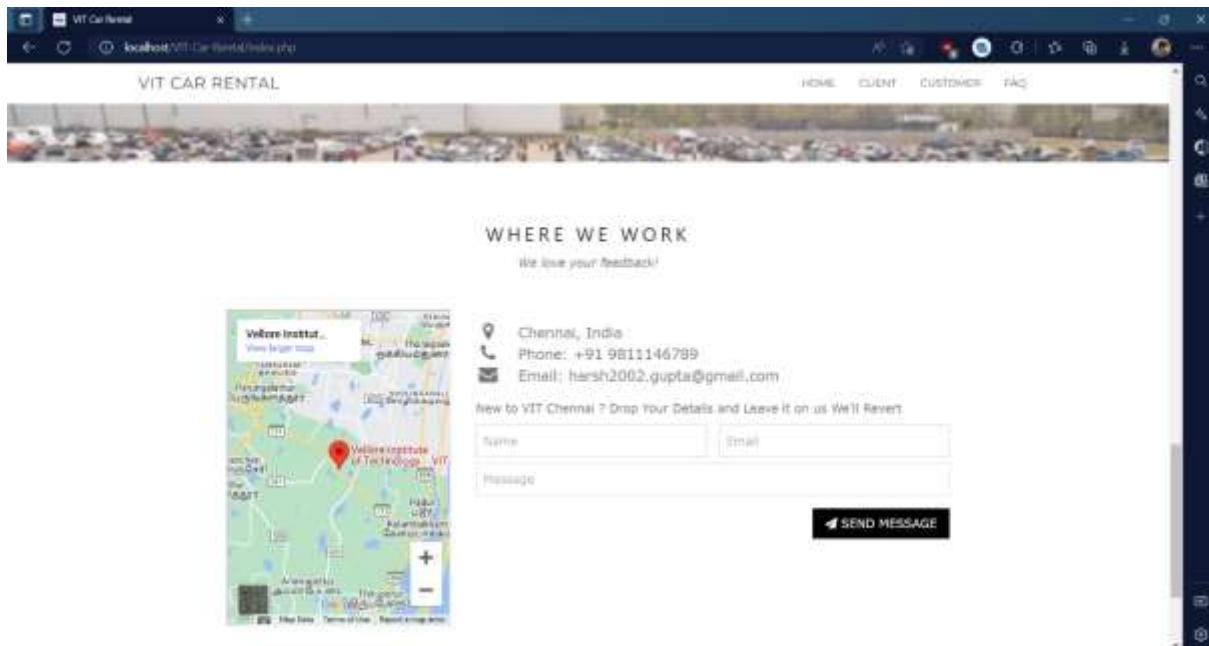 VIT Car Rental
localhost/VIT-Car-Rental/index.php
VIT CAR RENTAL
HOME CLIENT CUSTOMER FAQ
WHERE WE WORK
We love your feedback!
Vellore Institut...
View larger map
Vellore Institute
of Technology - VIT
Map Data Terms of Use Report a map error
Chennai, India
Phone: +91 9811146789
Email: harsh2002.gupta@gmail.com
New to VIT Chennai ? Drop Your Details and Leave it on us We'll Revert
Name
Email
Message
SEND MESSAGE